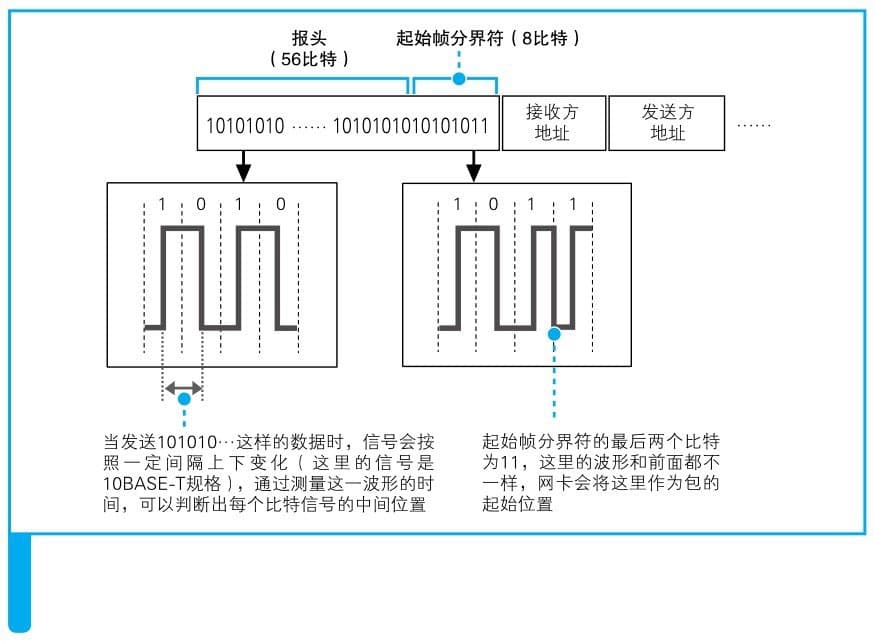 报头
（56比特）
起始帧分界符（8比特）
10101010 …… 1010101010101011
接收方
地址
发送方
地址
……
1 0 1 0
1 0 1 1
当发送101010…这样的数据时，信号会按
照一定间隔上下变化（这里的信号是
10BASE-T规格），通过测量这一波形的时
间，可以判断出每个比特信号的中间位置
起始帧分界符的最后两个比特
为11，这里的波形和前面都不
一样，网卡会将这里作为包的
起始位置